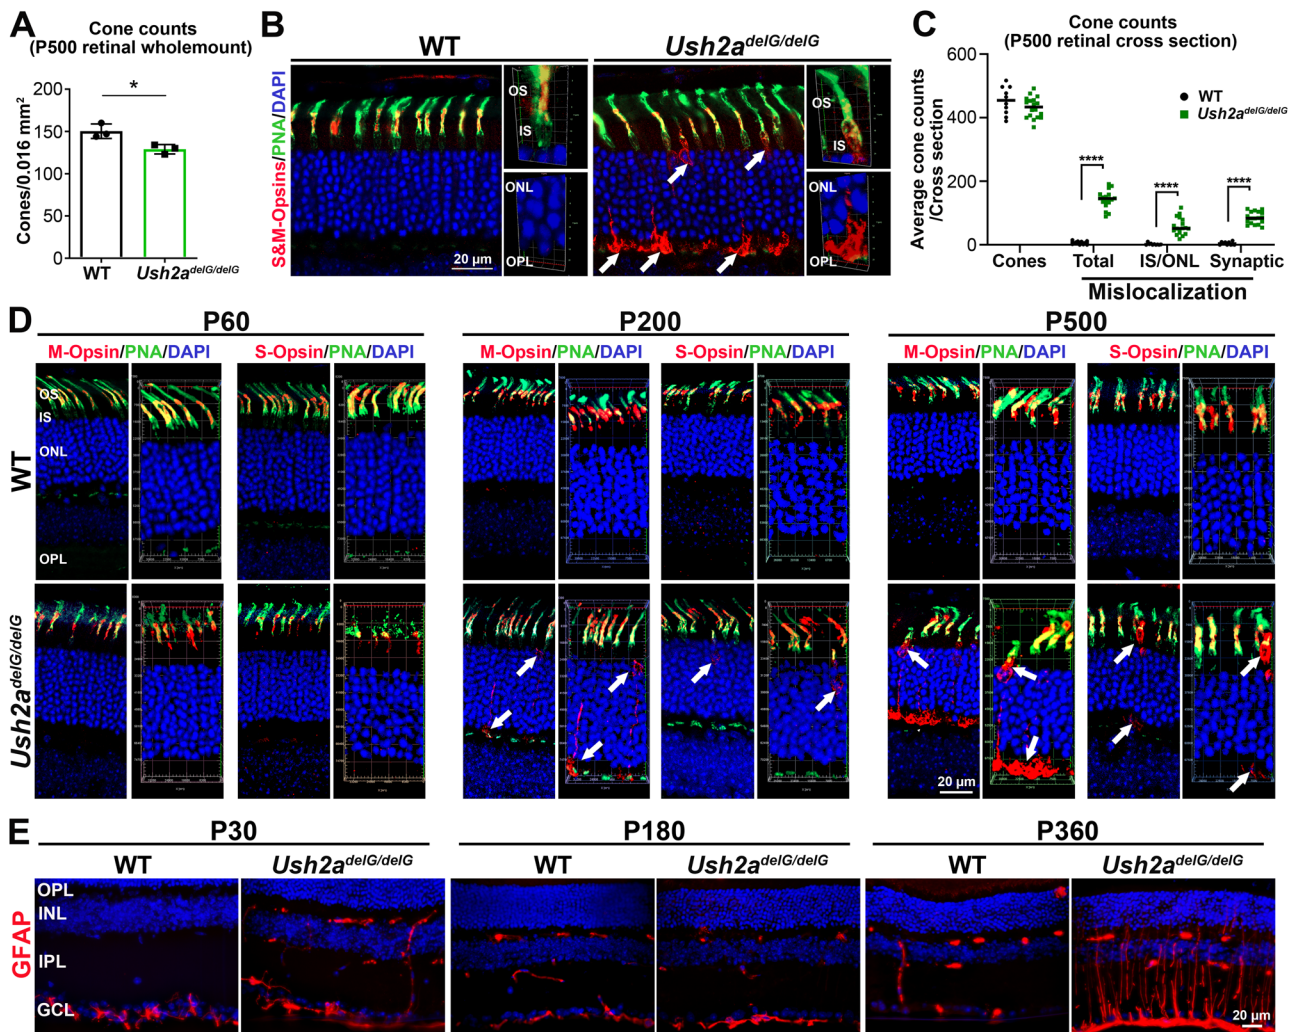 A
Cone counts
(P500 retinal wholemount)
*
Cones/0.016 mm²
200
150
100
50
0
WT
Ush2a^delG/delG
B
WT
Ush2a^delG/delG
S&M-Opsins/PNA/DAPI
OS
IS
ONL
OPL
20 µm
OS
IS
ONL
OPL
C
Cone counts
(P500 retinal cross section)
Average cone counts
/Cross section
600
400
200
0
WT
Ush2a^delG/delG
****
****
****
Cones
Total
IS/ONL
Synaptic
Mislocalization
D
P60
P200
P500
M-Opsin/PNA/DAPI
S-Opsin/PNA/DAPI
M-Opsin/PNA/DAPI
S-Opsin/PNA/DAPI
M-Opsin/PNA/DAPI
S-Opsin/PNA/DAPI
WT
OS
IS
ONL
OPL
Ush2a^delG/delG
20 µm
E
P30
P180
P360
WT
Ush2a^delG/delG
WT
Ush2a^delG/delG
WT
Ush2a^delG/delG
GFAP
OPL
INL
IPL
GCL
20 µm